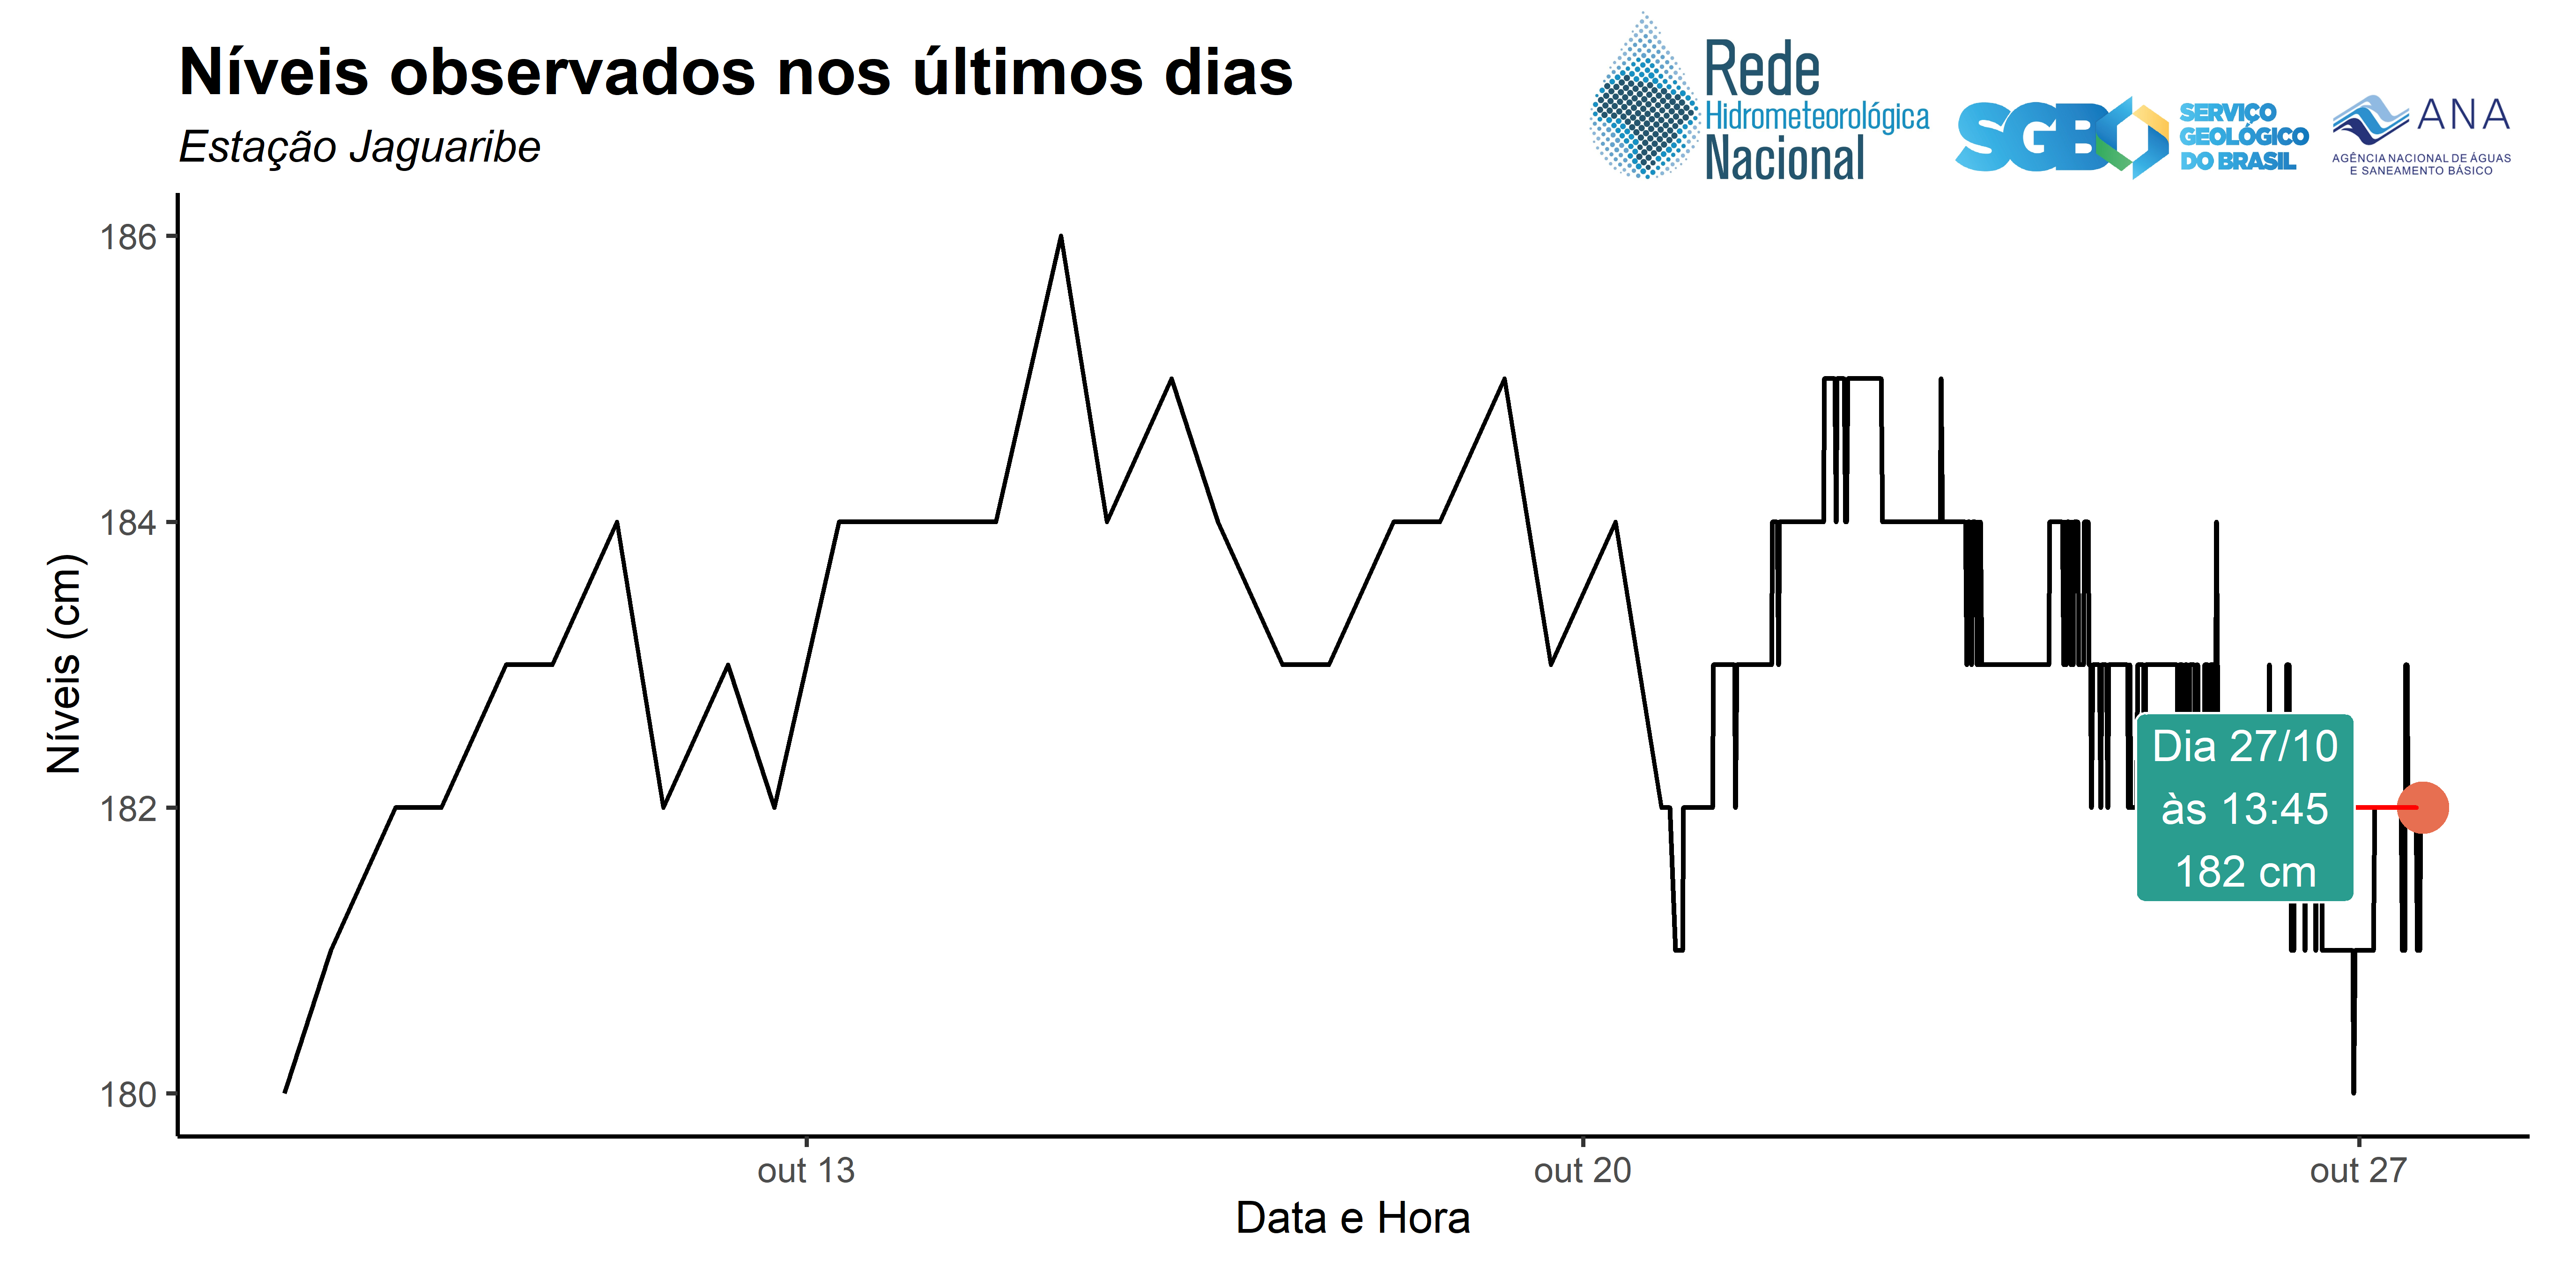 Níveis observados nos últimos dias
Estação Jaguaribe
Rede
Hidrometeorológica
Nacional
SGB
SERVIÇO
GEOLÓGICO
DO BRASIL
ANA
AGÊNCIA NACIONAL DE ÁGUAS
E SANEAMENTO BÁSICO
186
184
182
180
Níveis (cm)
Dia 27/10
às 13:45
182 cm
out 13
out 20
out 27
Data e Hora